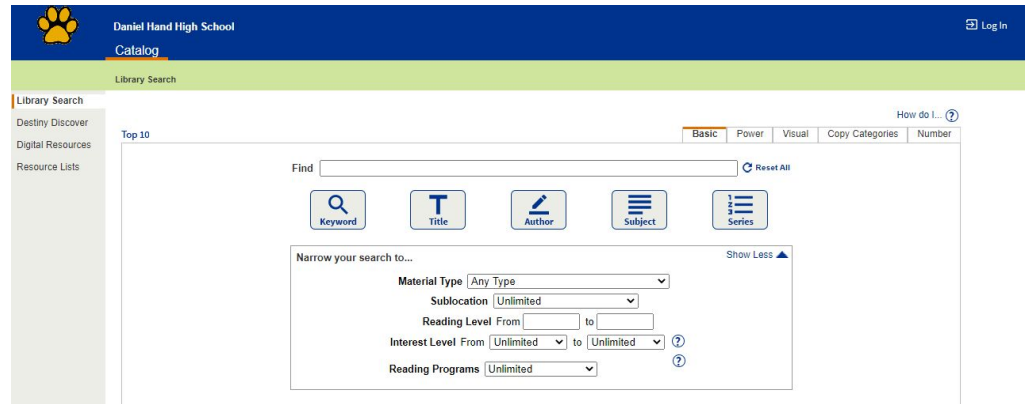 Daniel Hand High School
Log In
Catalog
Library Search
Library Search
Destiny Discover
Digital Resources
Resource Lists
How do I... ?
Top 10
Basic Power Visual Copy Categories Number
Find Reset All
Keyword Title Author Subject Series
Narrow your search to... Show Less
Material Type Any Type
Sublocation Unlimited
Reading Level From to
Interest Level From Unlimited to Unlimited ?
?
Reading Programs Unlimited